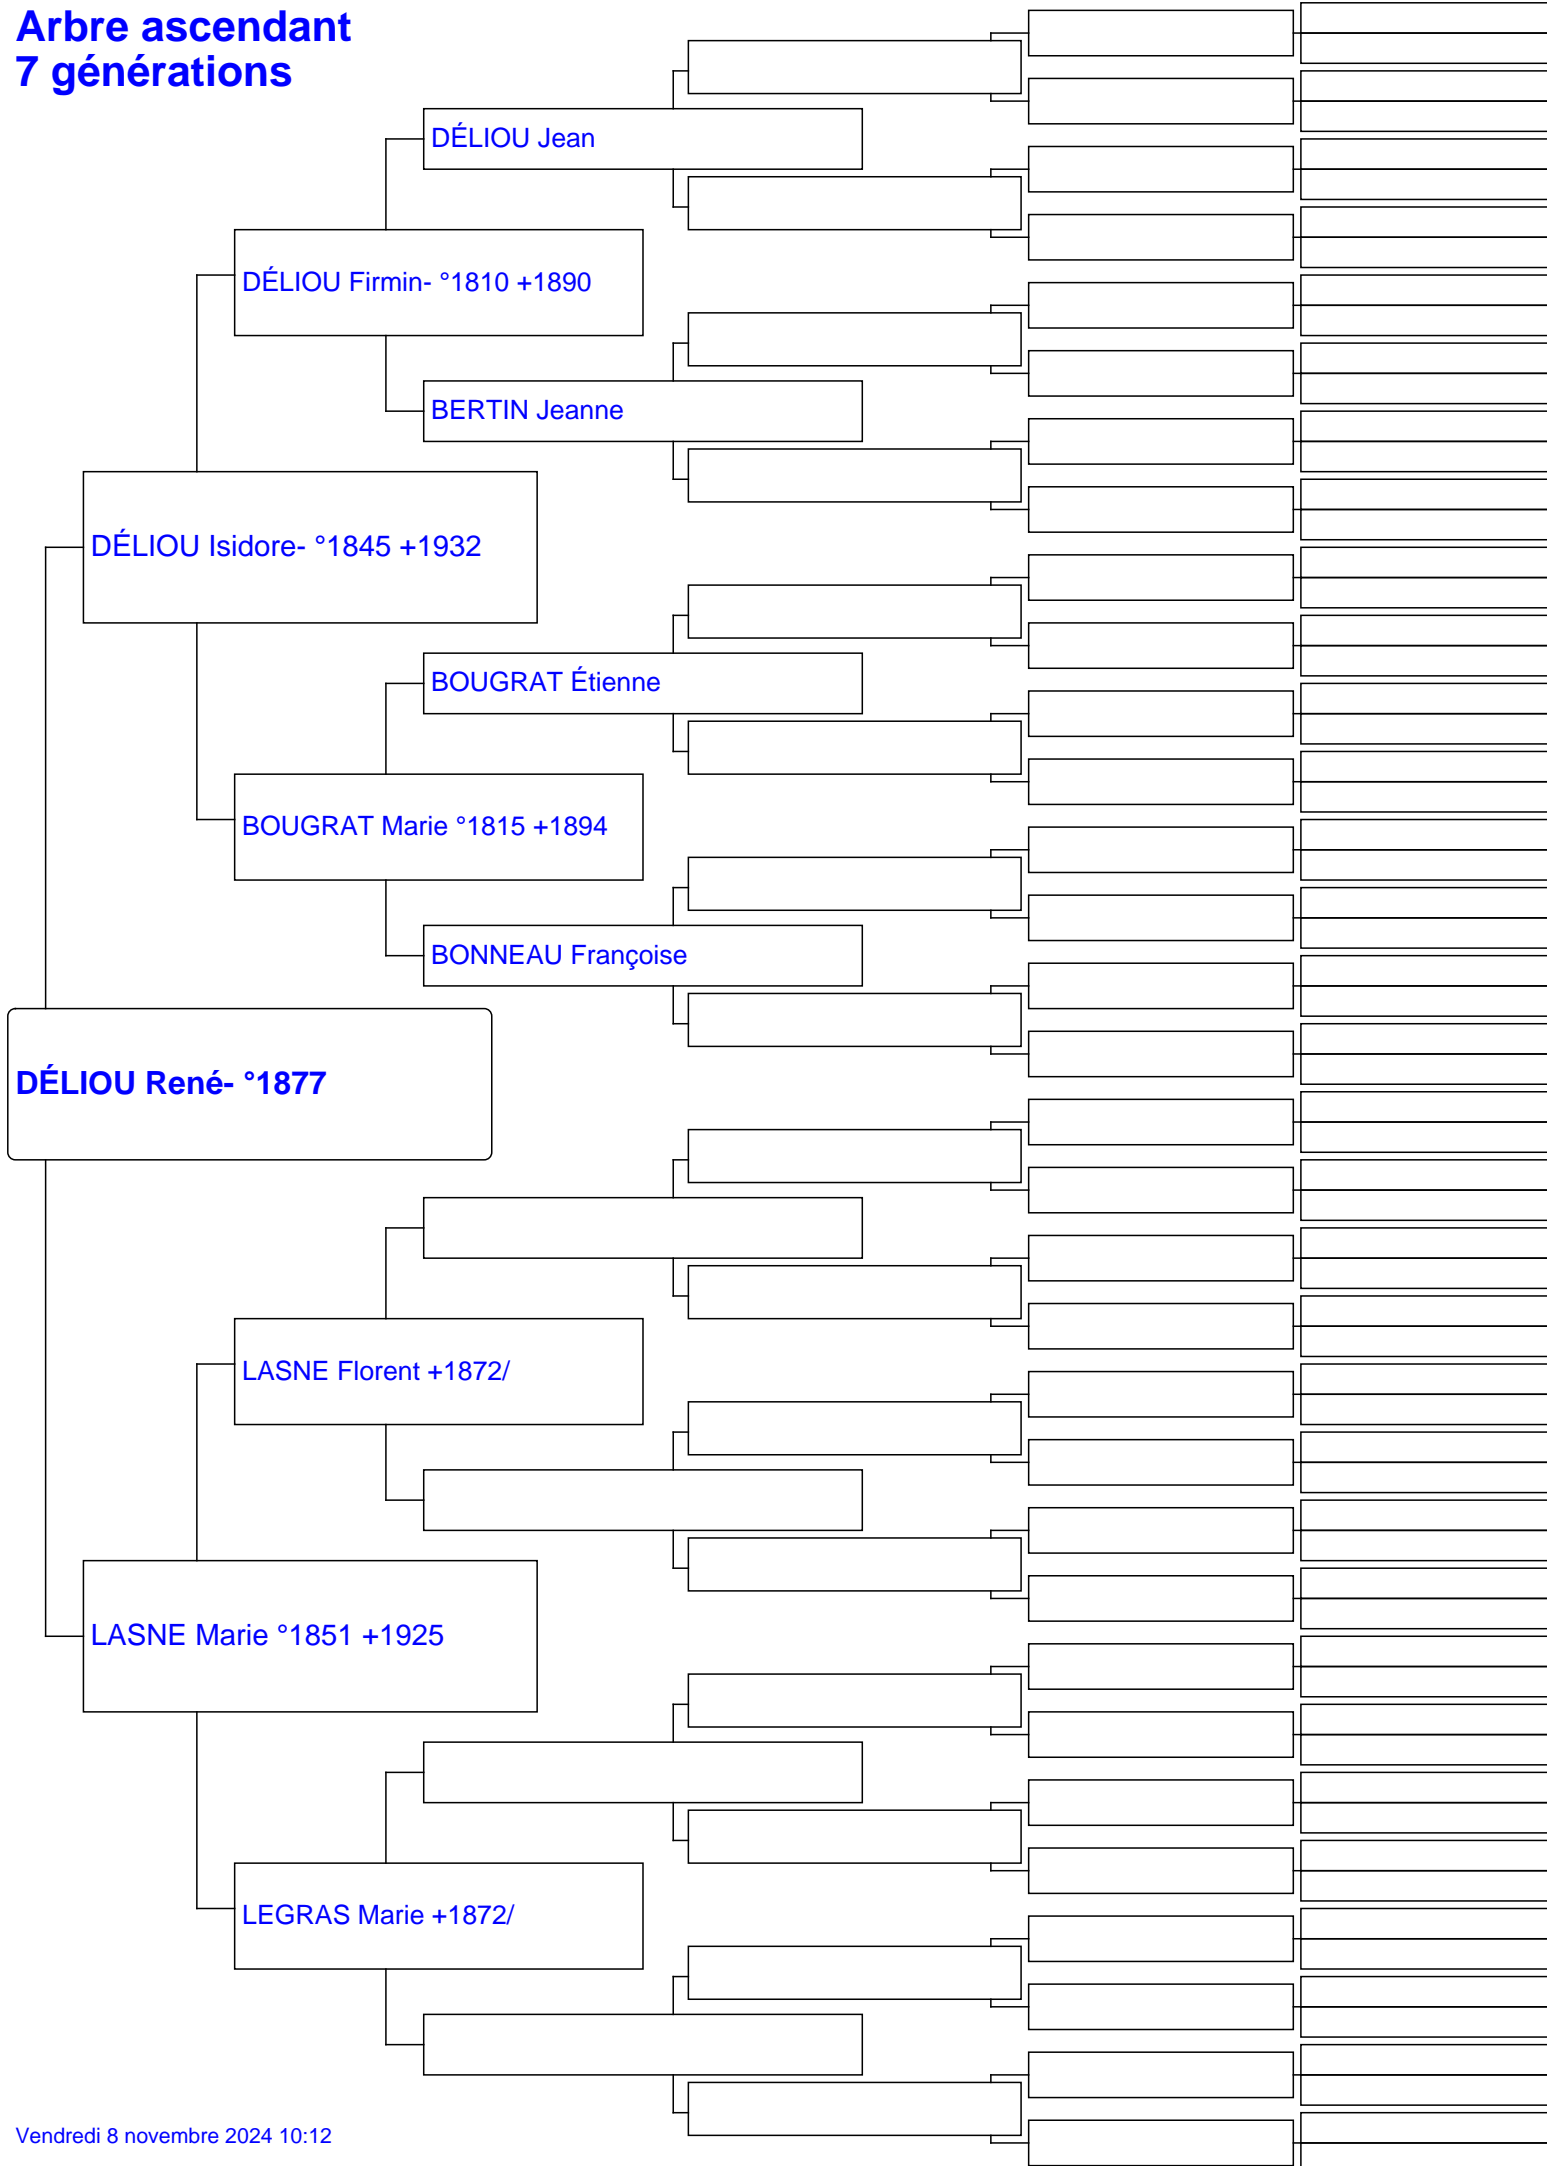 Arbre ascendant
7 générations
DÉLIOU Jean
DÉLIOU Firmin- °1810 +1890
BERTIN Jeanne
DÉLIOU Isidore- °1845 +1932
BOUGRAT Étienne
BOUGRAT Marie °1815 +1894
BONNEAU Françoise
DÉLIOU René- °1877
LASNE Florent +1872/
LASNE Marie °1851 +1925
LEGRAS Marie +1872/
Vendredi 8 novembre 2024 10:12